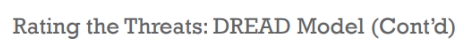 Rating the Threats: DREAD Model (Cont’d)